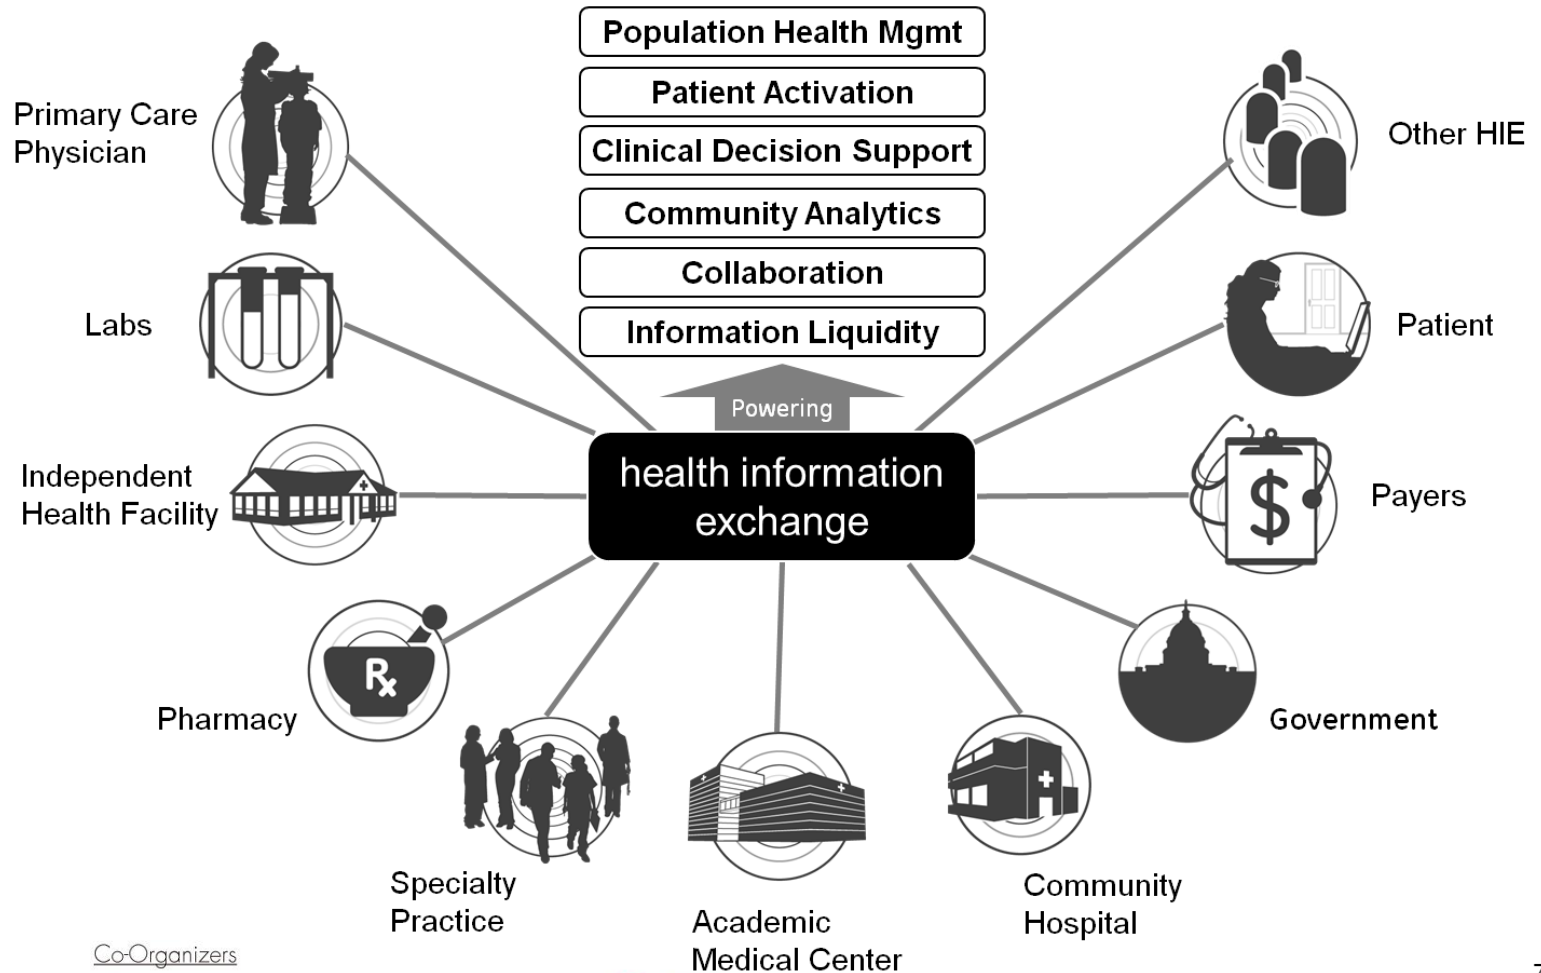 Population Health Mgmt
Patient Activation
Clinical Decision Support
Community Analytics
Collaboration
Information Liquidity
Powering
health information
exchange
Primary Care
Physician
Labs
Independent
Health Facility
Pharmacy
Rx
Specialty
Practice
Academic
Medical Center
Community
Hospital
Government
Payers
$
Patient
Other HIE
Co-Organizers
7